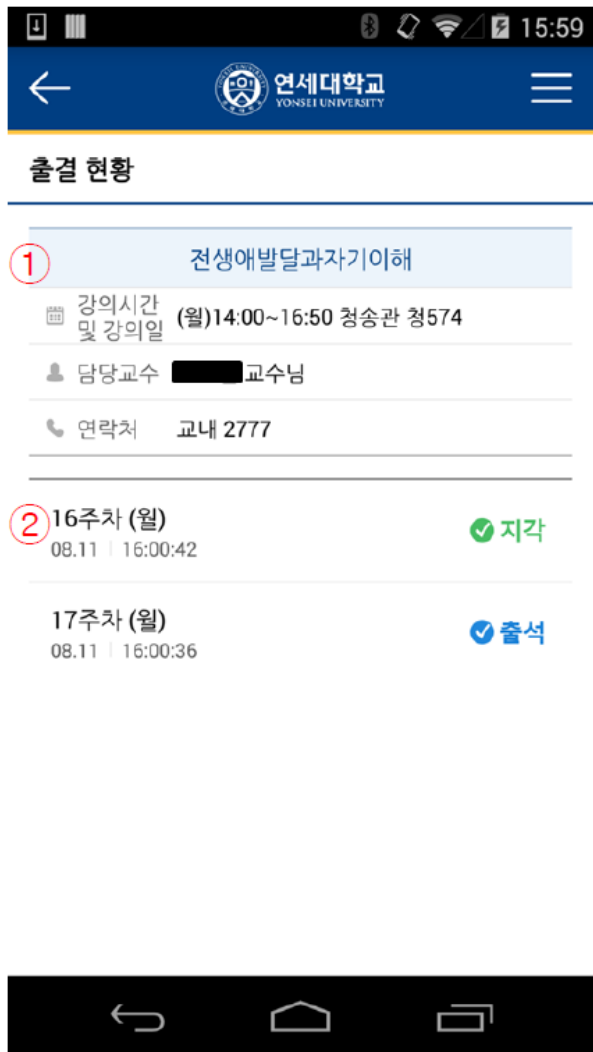 15:59
연세대학교
YONSEI UNIVERSITY
출결 현황
① 전생애발달과자기이해
강의시간
및 강의일
(월)14:00~16:50 청송관 청574
담당교수 교수님
연락처 교내 2777
② 16주차 (월)
08.11 | 16:00:42
지각
17주차 (월)
08.11 | 16:00:36
출석